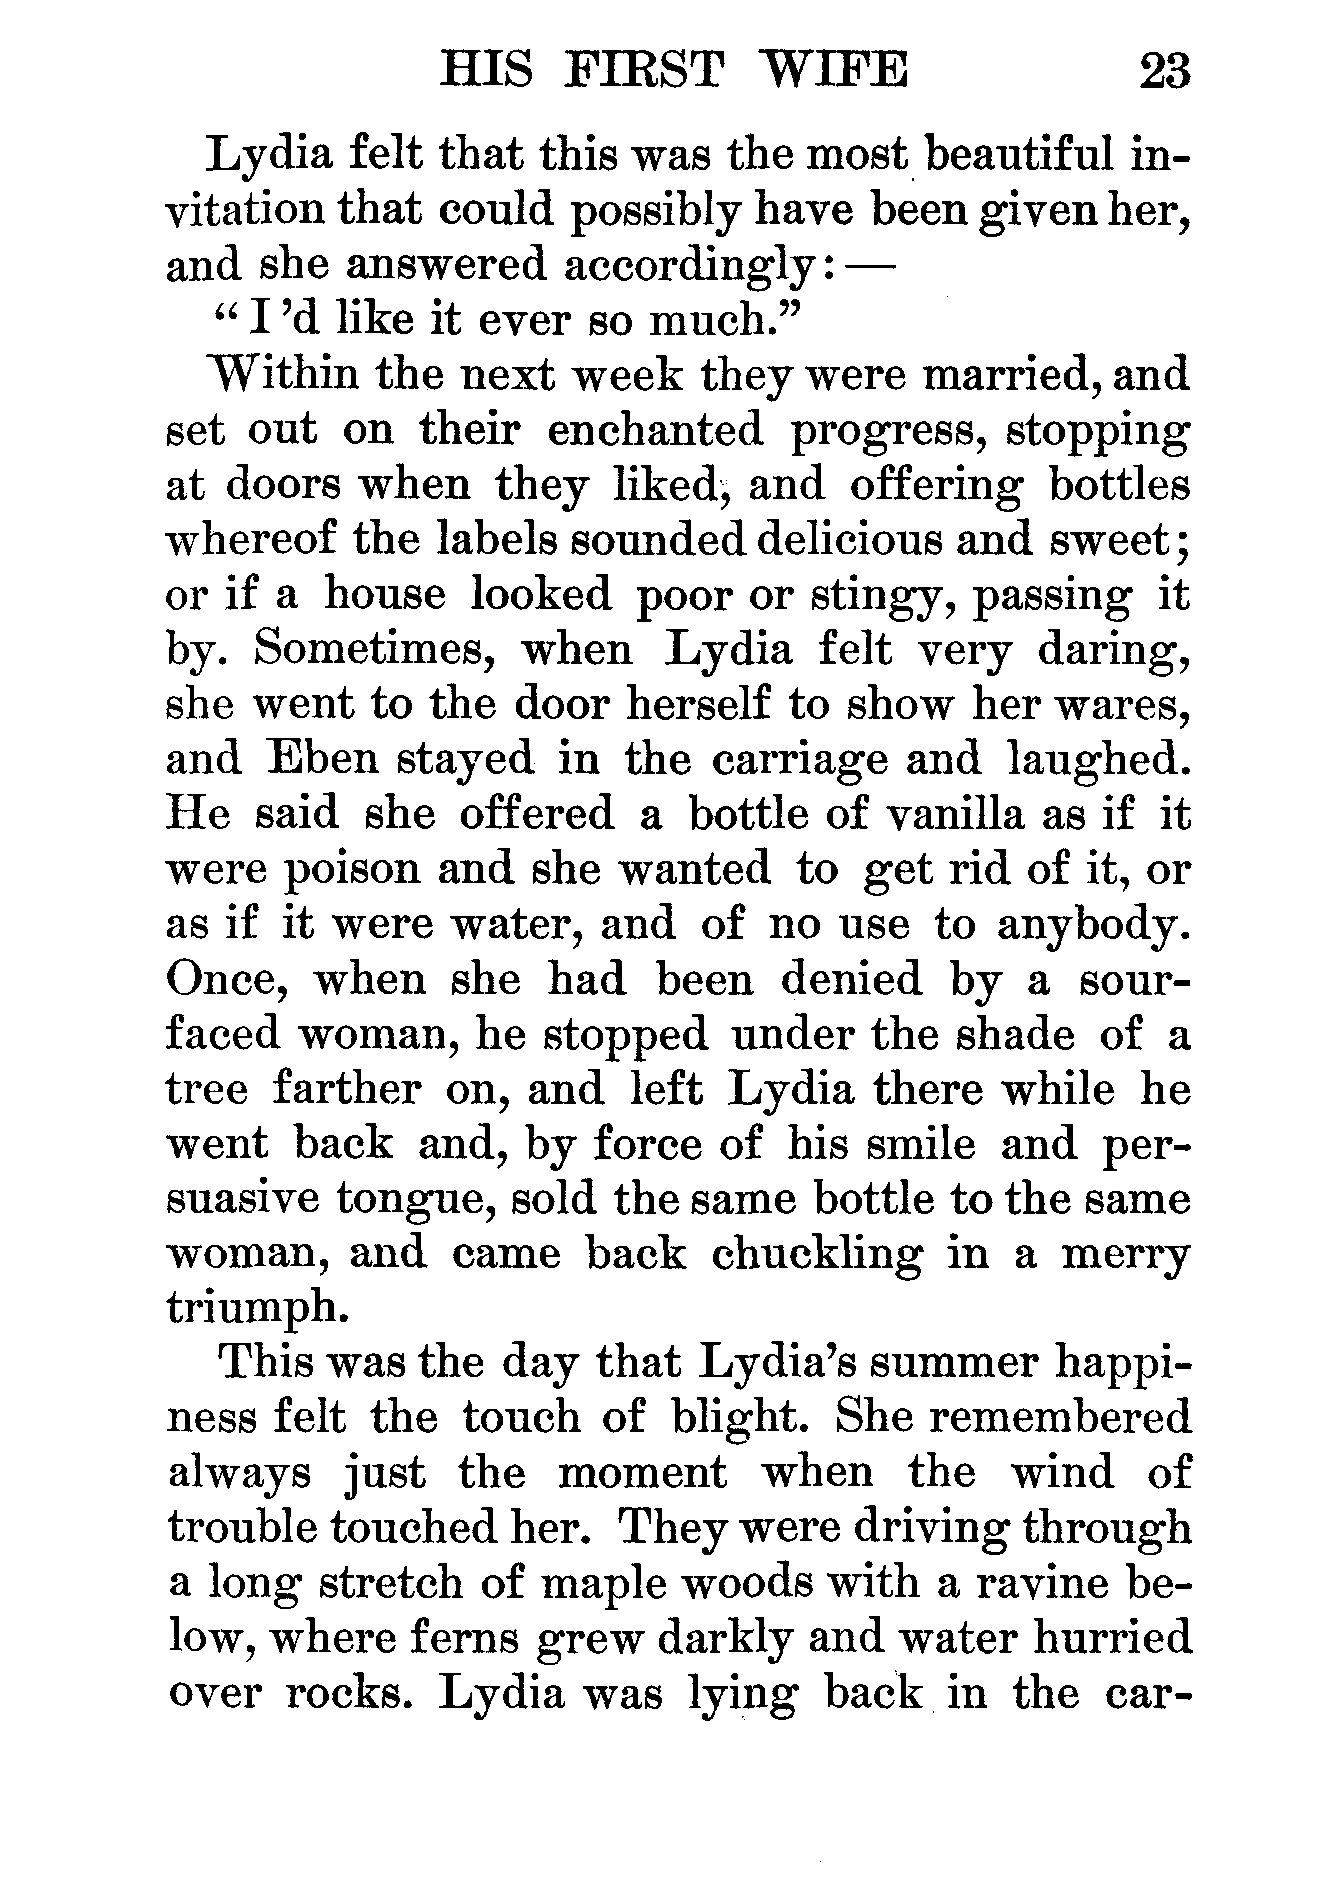 HIS FIRST WIFE 23
Lydia felt that this was the most beautiful in-
vitation that could possibly have been given her,
and she answered accordingly: —
“ I ’d like it ever so much.”
Within the next week they were married, and
set out on their enchanted progress, stopping
at doors when they liked, and offering bottles
whereof the labels sounded delicious and sweet;
or if a house looked poor or stingy, passing it
by. Sometimes, when Lydia felt very daring,
she went to the door herself to show her wares,
and Eben stayed in the carriage and laughed.
He said she offered a bottle of vanilla as if it
were poison and she wanted to get rid of it, or
as if it were water, and of no use to anybody.
Once, when she had been denied by a sour-
faced woman, he stopped under the shade of a
tree farther on, and left Lydia there while he
went back and, by force of his smile and per-
suasive tongue, sold the same bottle to the same
woman, and came back chuckling in a merry
triumph.
This was the day that Lydia’s summer happi-
ness felt the touch of blight. She remembered
always just the moment when the wind of
trouble touched her. They were driving through
a long stretch of maple woods with a ravine be-
low, where ferns grew darkly and water hurried
over rocks. Lydia was lying back in the car-